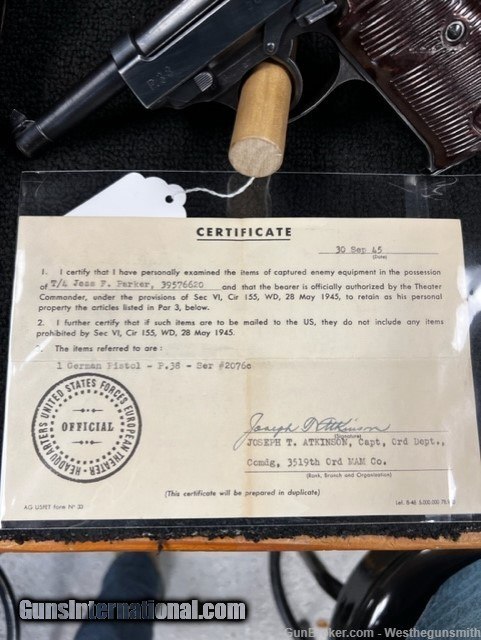 P.38
CERTIFICATE
30 Sep 45
(Date)
1. I certify that I have personally examined the items of captured enemy equipment in the possession
of T/4 Jess F. Parker, 39576620 and that the bearer is officially authorized by the Theater
Commander, under the provisions of Sec VI, Cir 155, WD, 28 May 1945, to retain as his personal
property the articles listed in Par 3, below.
2. I further certify that if such items are to be mailed to the US, they do not include any items
prohibited by Sec VI, Cir 155, WD, 28 May 1945.
The items referred to are :
1 German Pistol - P.38 - Ser #2076c
HEADQUARTERS UNITED STATES FORCES EUROPEAN THEATER
OFFICIAL
Joseph T. Atkinson
(Signature)
JOSEPH T. ATKINSON, Capt, Ord Dept.,
Comdg, 3519th Ord MAM Co.
(Rank, Branch and Organization)
(This certificate will be prepared in duplicate)
AG USFET Form No 33
GunsInternational.com
GunBroker.com - Westhegunsmith